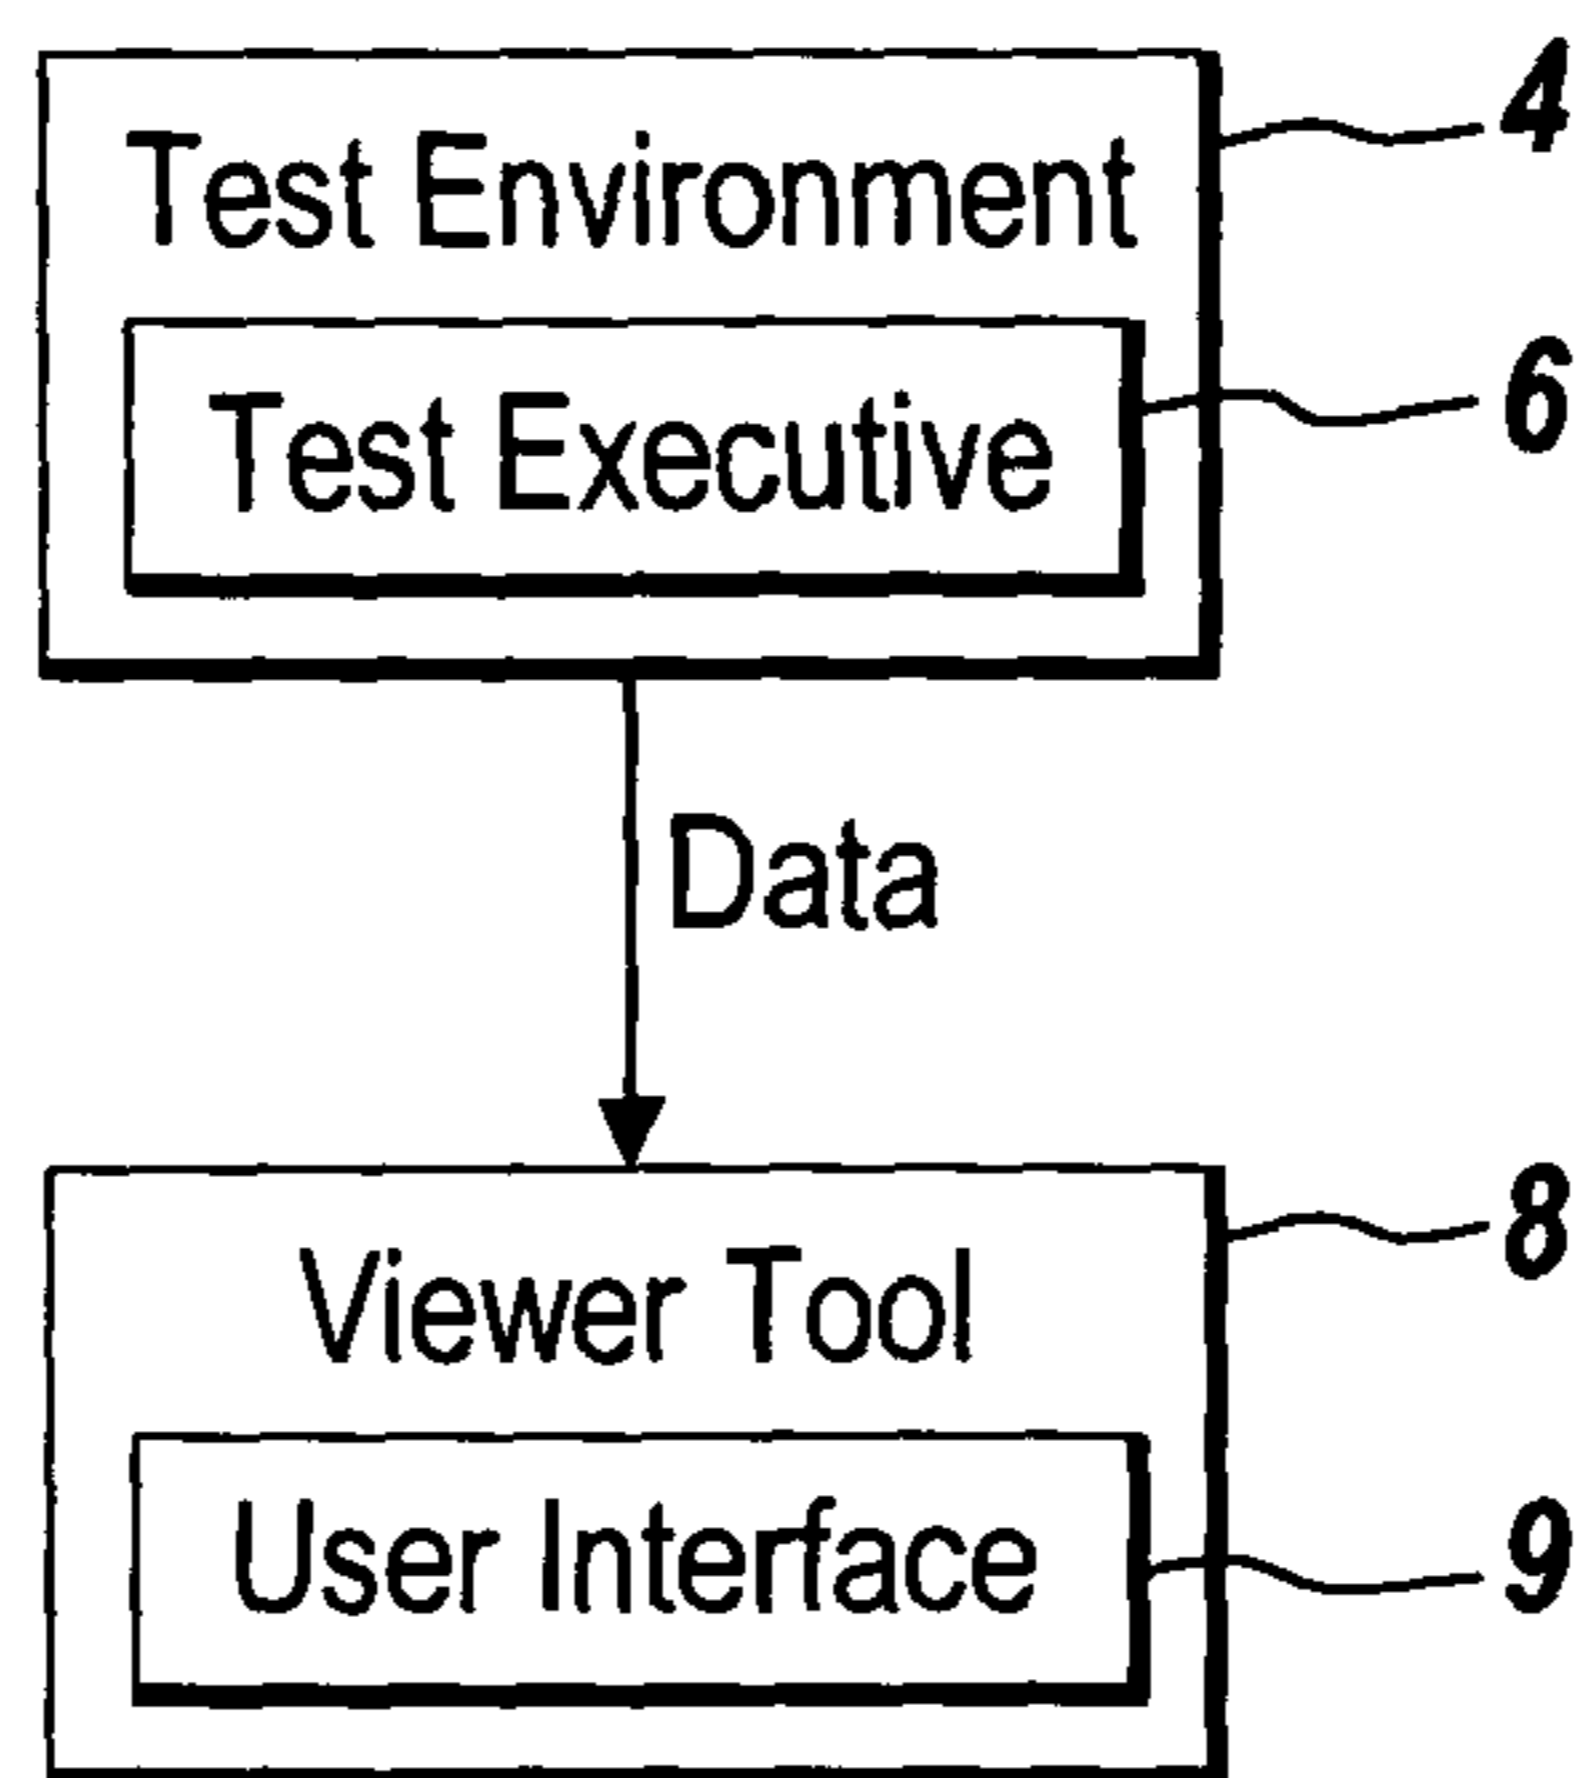 Test Environment
4
Test Executive
6
Data
Viewer Tool
8
User Interface
9